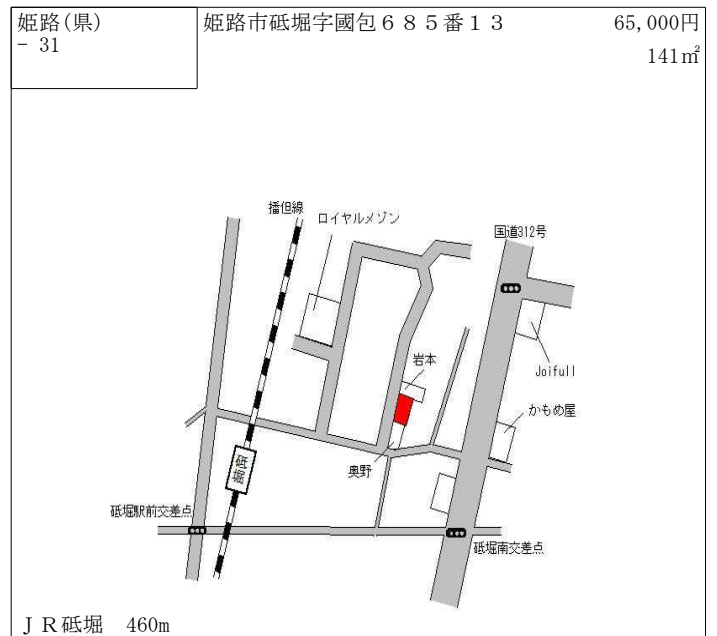 姫路(県)
- 31
姫路市砥堀字國包６８５番１３
65,000円
141㎡
播但線
ロイヤルメゾン
国道312号
岩本
Joifull
かもめ屋
奥野
砥堀
砥堀駅前交差点
砥堀南交差点
ＪＲ砥堀 460m